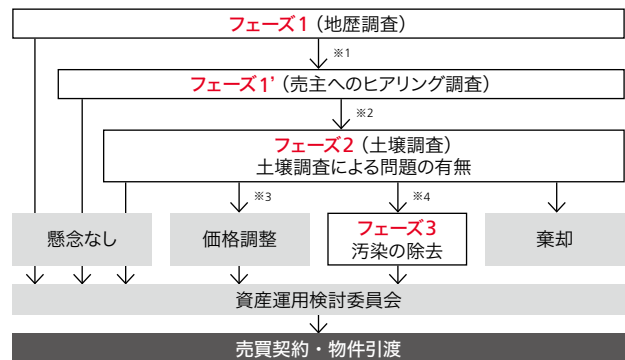 フェーズ1（地歴調査）
※1
フェーズ1’（売主へのヒアリング調査）
※2
フェーズ2（土壌調査）
土壌調査による問題の有無
※3
※4
懸念なし
価格調整
フェーズ3
汚染の除去
棄却
資産運用検討委員会
売買契約・物件引渡